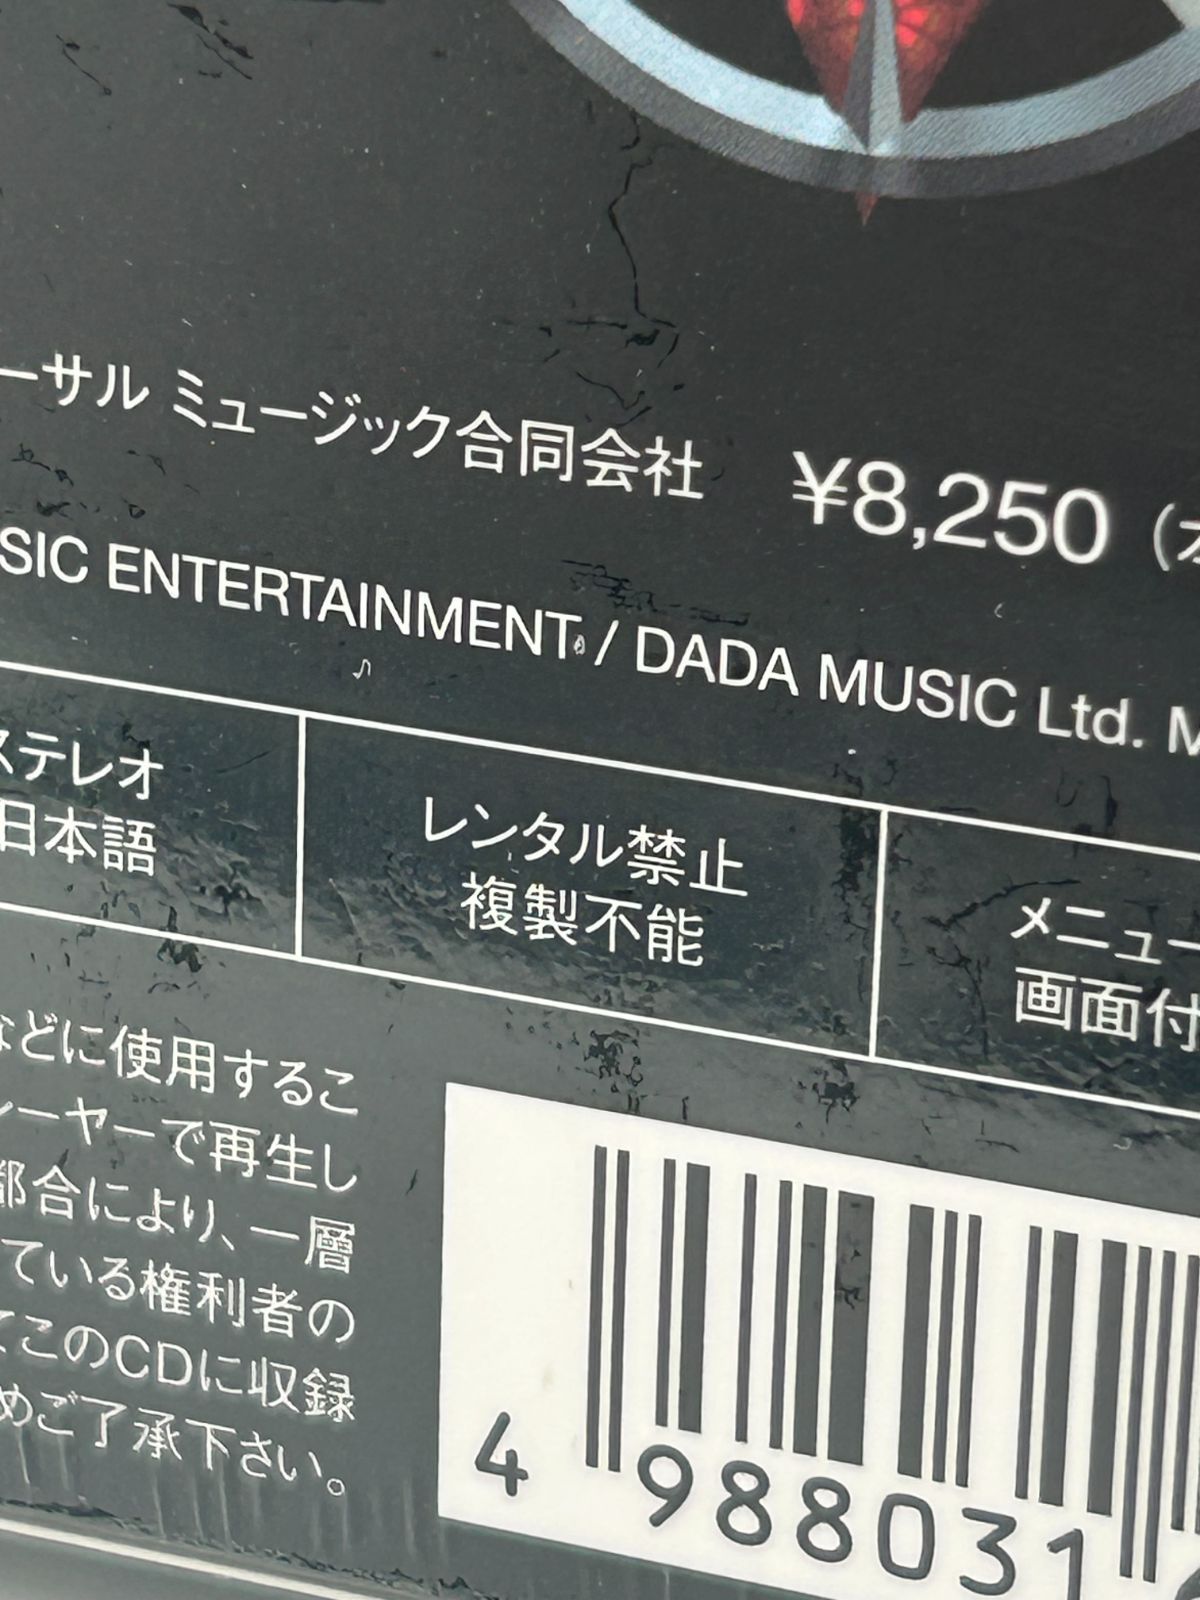 ーサル ミュージック合同会社 ¥8,250（
SIC ENTERTAINMENT / DADA MUSIC Ltd. M
ステレオ
日本語
レンタル禁止
複製不能
メニュー
画面付
などに使用するこ
レーヤーで再生し
都合により、一層
ている権利者の
てこのCDに収録
めご了承下さい。
4 988031